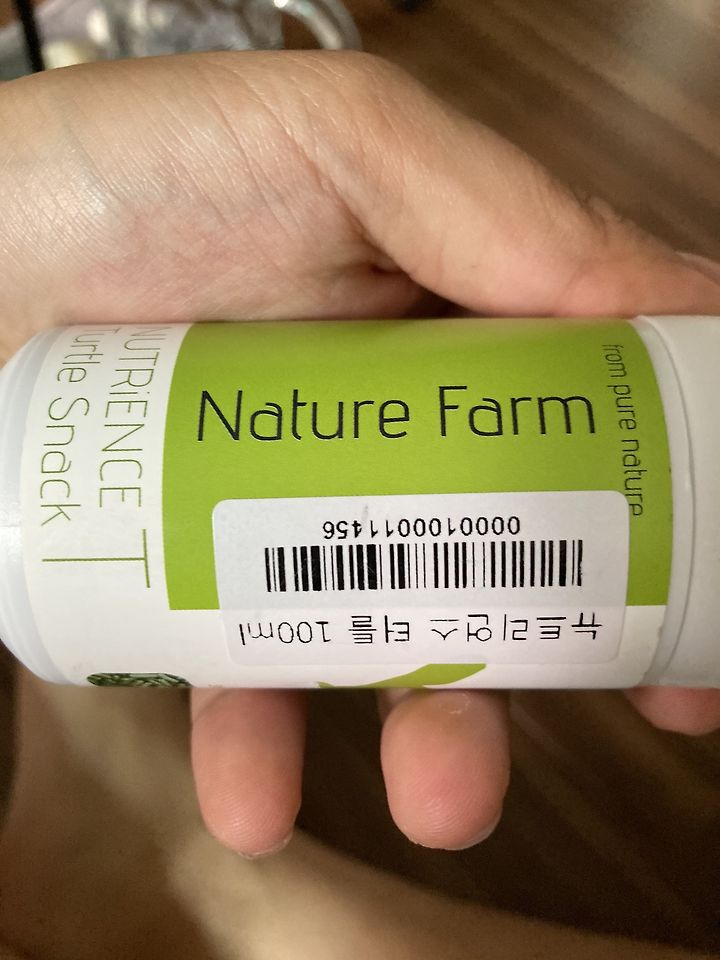 Nature Farm
from pure nature
NUTRiENCE T
Turtle Snack
뉴트리언스 터틀 100ml
0000100011456